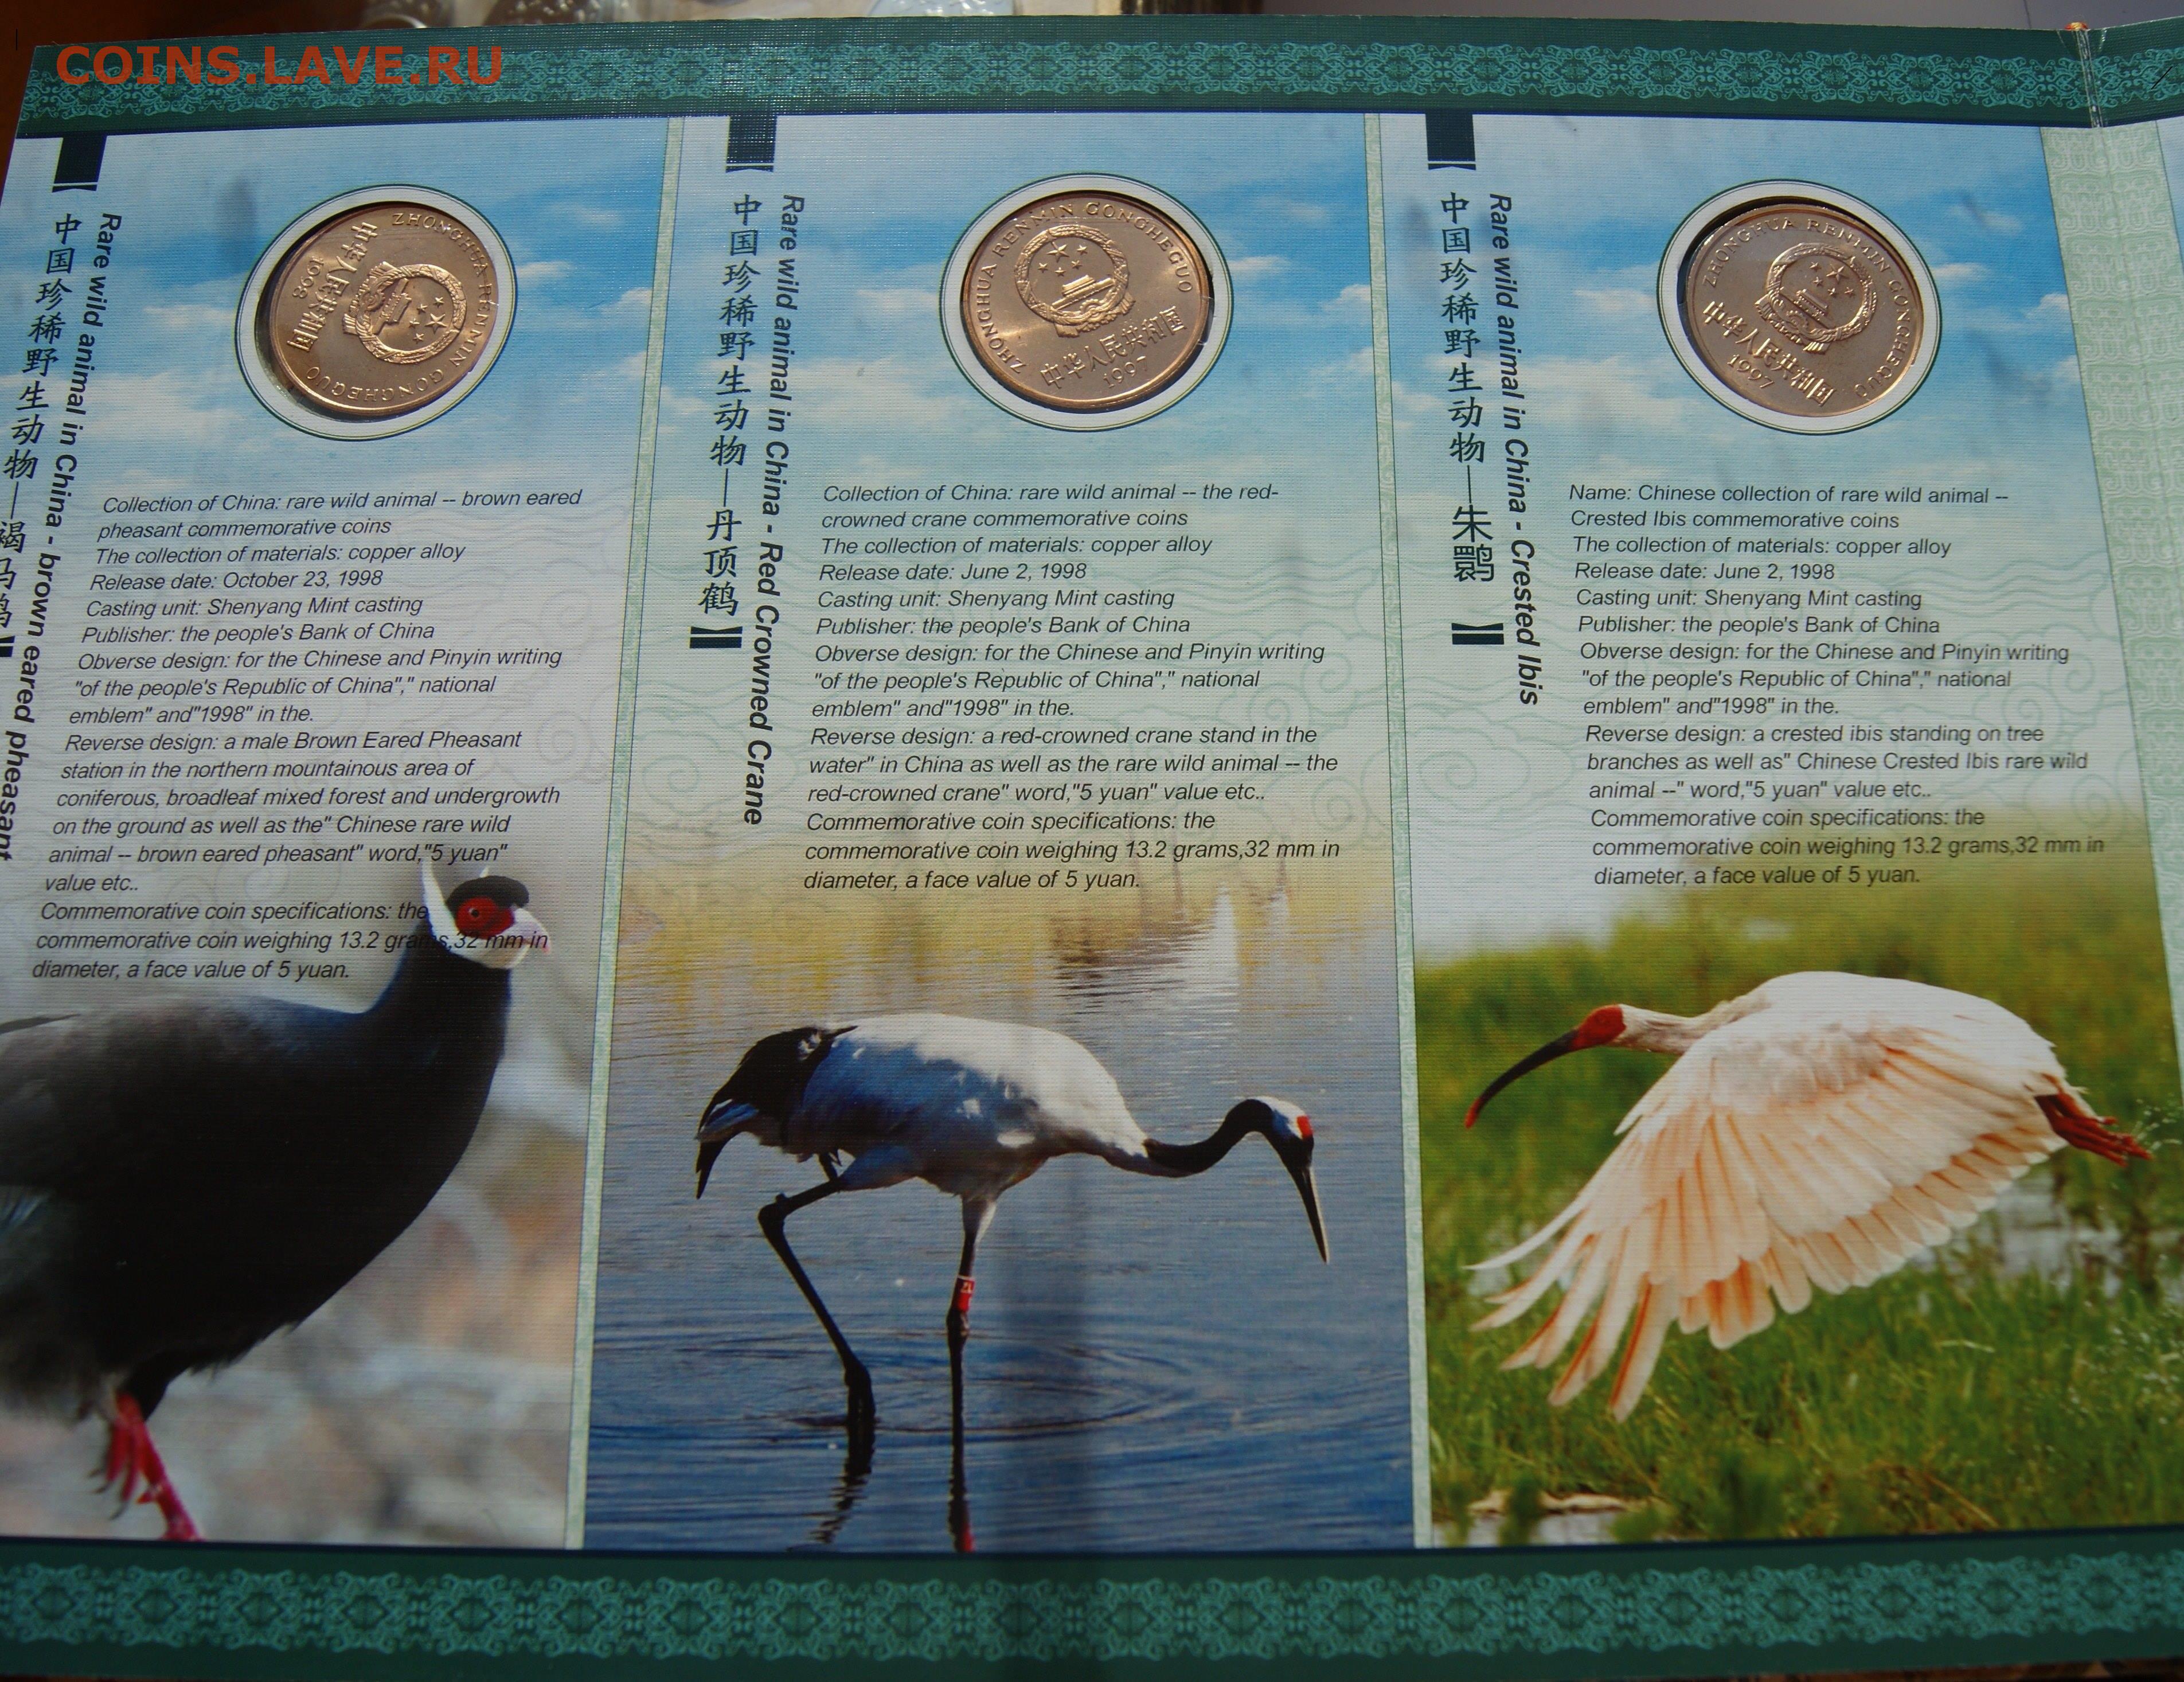 COINS.LAVE.RU
中国珍稀野生动物—褐马鸡】
Rare wild animal in China - brown eared pheasant
ZHONGHUA RENMIN GONGHEGUO
中华人民共和国
1998
Collection of China: rare wild animal -- brown eared
pheasant commemorative coins
The collection of materials: copper alloy
Release date: October 23, 1998
Casting unit: Shenyang Mint casting
Publisher: the people's Bank of China
Obverse design: for the Chinese and Pinyin writing
"of the people's Republic of China"," national
emblem" and"1998" in the.
Reverse design: a male Brown Eared Pheasant
station in the northern mountainous area of
coniferous, broadleaf mixed forest and undergrowth
on the ground as well as the" Chinese rare wild
animal -- brown eared pheasant" word,"5 yuan"
value etc..
Commemorative coin specifications: the
commemorative coin weighing 13.2 grams,32 mm in
diameter, a face value of 5 yuan.
【中国珍稀野生动物—丹顶鹤】
Rare wild animal in China - Red Crowned Crane
ZHONGHUA RENMIN GONGHEGUO
中华人民共和国
1997
Collection of China: rare wild animal -- the red-
crowned crane commemorative coins
The collection of materials: copper alloy
Release date: June 2, 1998
Casting unit: Shenyang Mint casting
Publisher: the people's Bank of China
Obverse design: for the Chinese and Pinyin writing
"of the people's Republic of China"," national
emblem" and"1998" in the.
Reverse design: a red-crowned crane stand in the
water" in China as well as the rare wild animal -- the
red-crowned crane" word,"5 yuan" value etc..
Commemorative coin specifications: the
commemorative coin weighing 13.2 grams,32 mm in
diameter, a face value of 5 yuan.
【中国珍稀野生动物—朱鹮】
Rare wild animal in China - Crested Ibis
ZHONGHUA RENMIN GONGHEGUO
中华人民共和国
1997
Name: Chinese collection of rare wild animal --
Crested Ibis commemorative coins
The collection of materials: copper alloy
Release date: June 2, 1998
Casting unit: Shenyang Mint casting
Publisher: the people's Bank of China
Obverse design: for the Chinese and Pinyin writing
"of the people's Republic of China"," national
emblem" and"1998" in the.
Reverse design: a crested ibis standing on tree
branches as well as" Chinese Crested Ibis rare wild
animal --" word,"5 yuan" value etc..
Commemorative coin specifications: the
commemorative coin weighing 13.2 grams,32 mm in
diameter, a face value of 5 yuan.